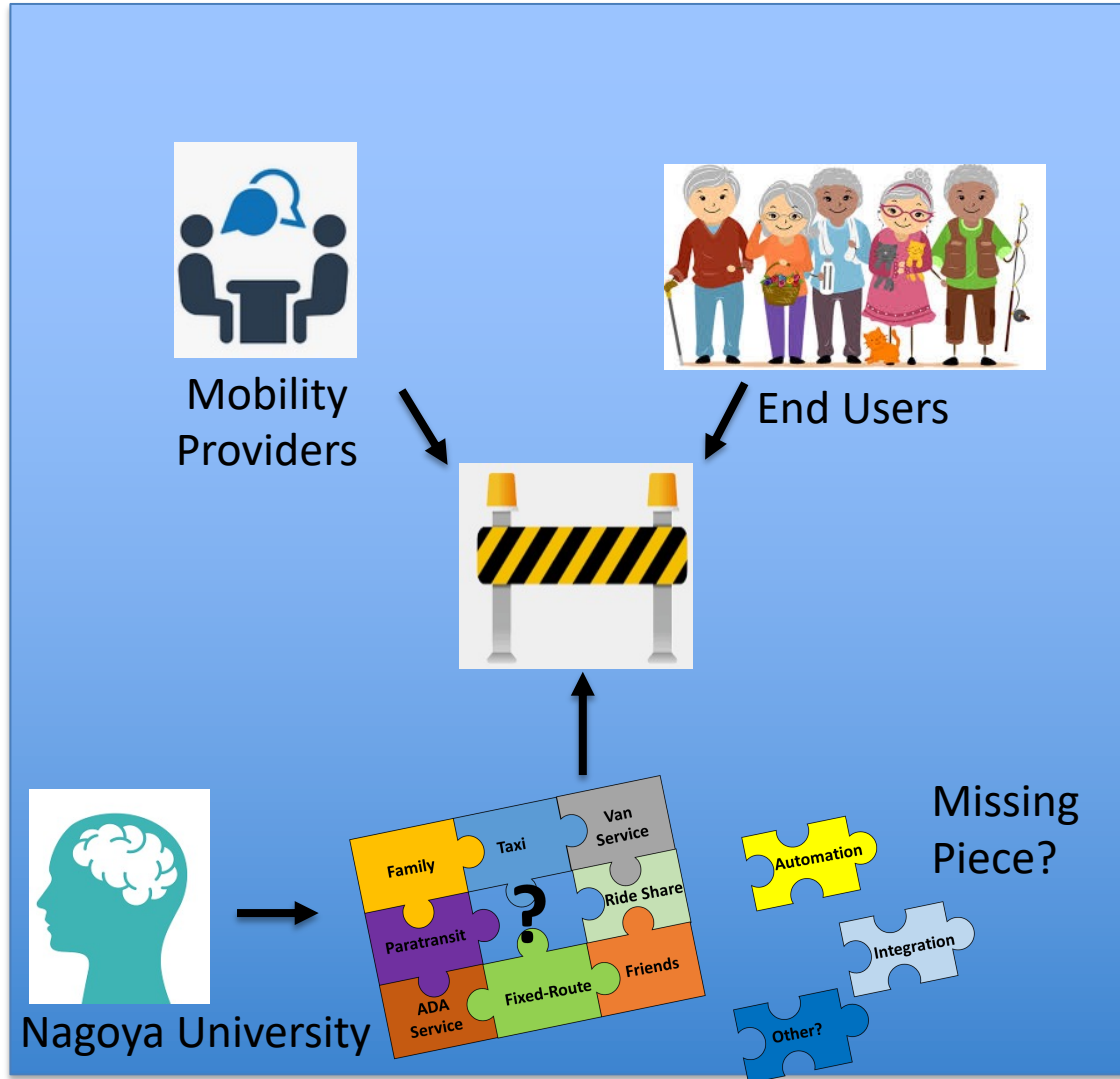 Mobility
Providers
End Users
Nagoya University
Family
Taxi
Van
Service
Paratransit
?
Ride Share
ADA
Service
Fixed-Route
Friends
Missing
Piece?
Automation
Integration
Other?